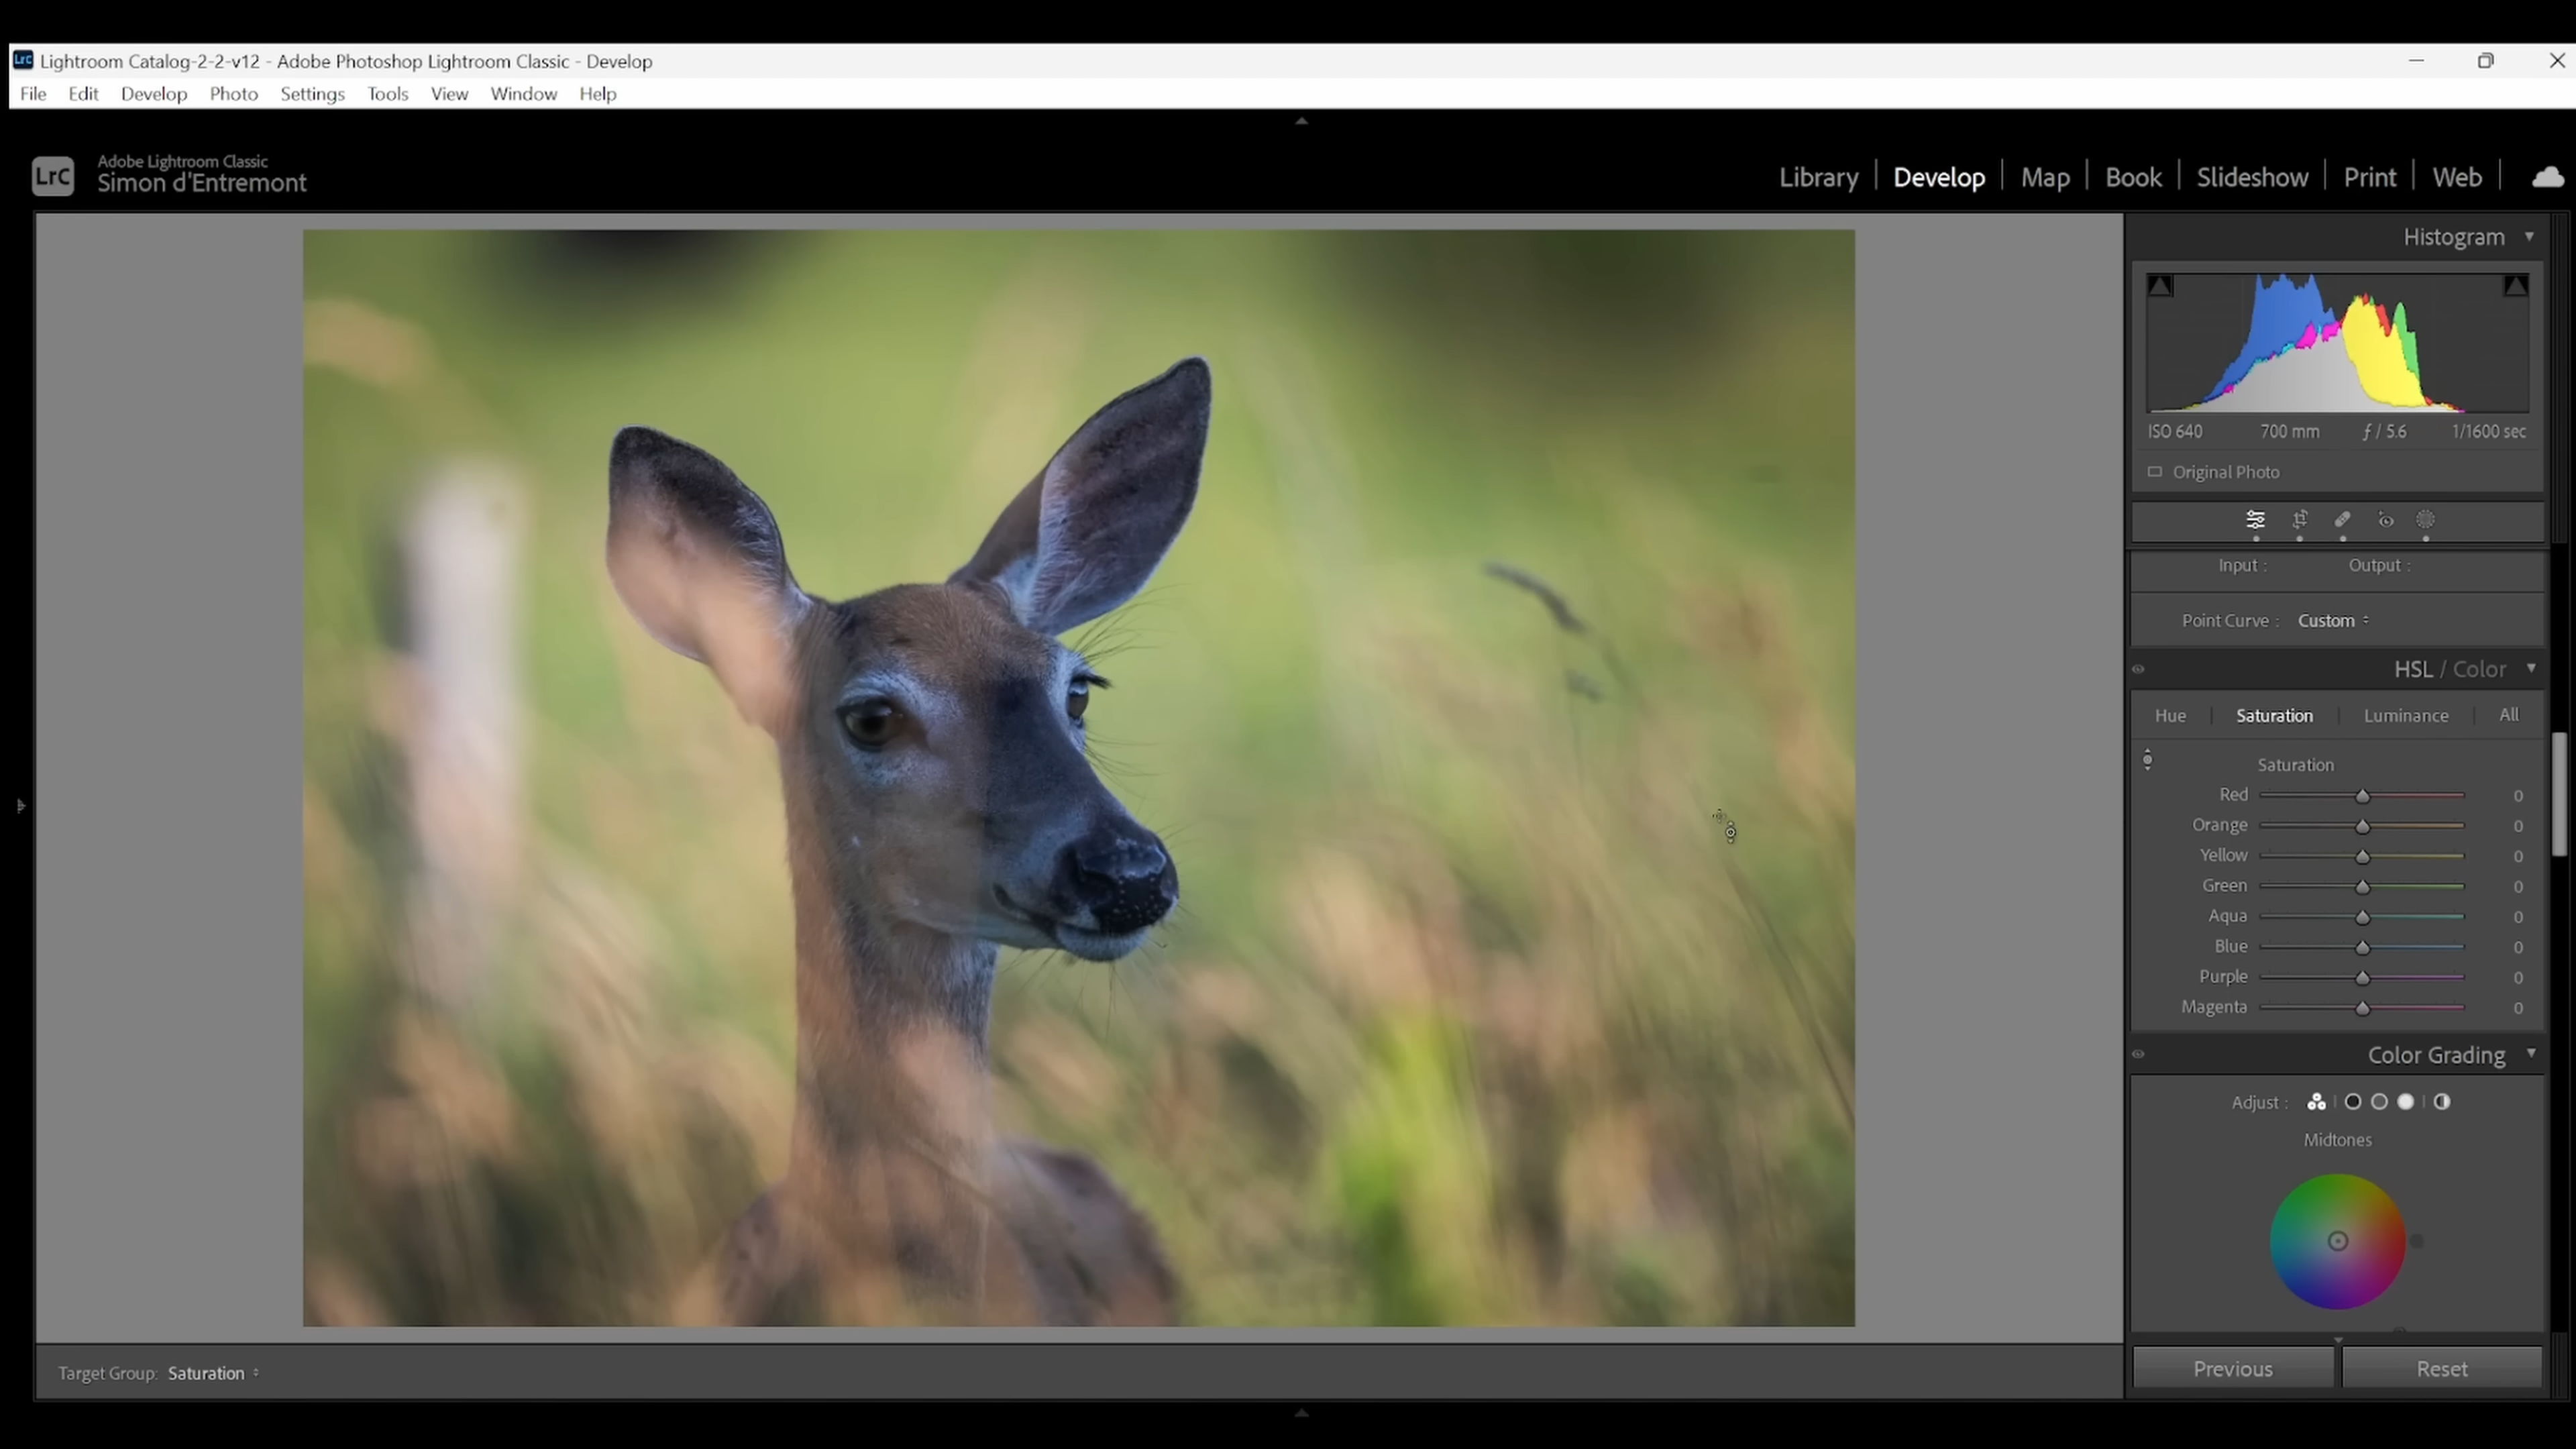 LrC Lightroom Catalog-2-2-v12 - Adobe Photoshop Lightroom Classic - Develop
File Edit Develop Photo Settings Tools View Window Help
LrC
Adobe Lightroom Classic
Simon d'Entremont
Library | Develop | Map | Book | Slideshow | Print | Web |
Histogram
ISO 640 700 mm ƒ / 5.6 1/1600 sec
Original Photo
Input : Output :
Point Curve : Custom
HSL / Color
Hue | Saturation | Luminance | All
Saturation
Red 0
Orange 0
Yellow 0
Green 0
Aqua 0
Blue 0
Purple 0
Magenta 0
Color Grading
Adjust :
Midtones
Previous Reset
Target Group: Saturation